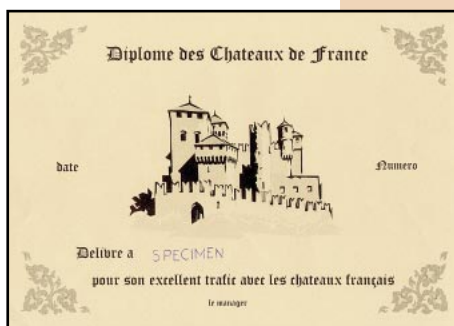 Diplome des Chateaux de France
date
Numero
Delivre a SPECIMEN
pour son excellent trafic avec les chateaux français
le manager